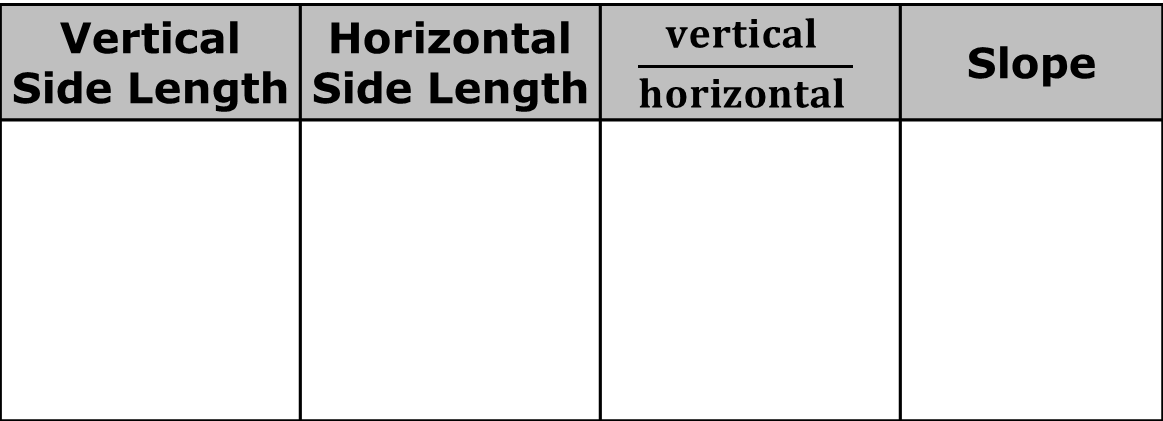 Vertical
Side Length
Horizontal
Side Length
vertical
horizontal
Slope